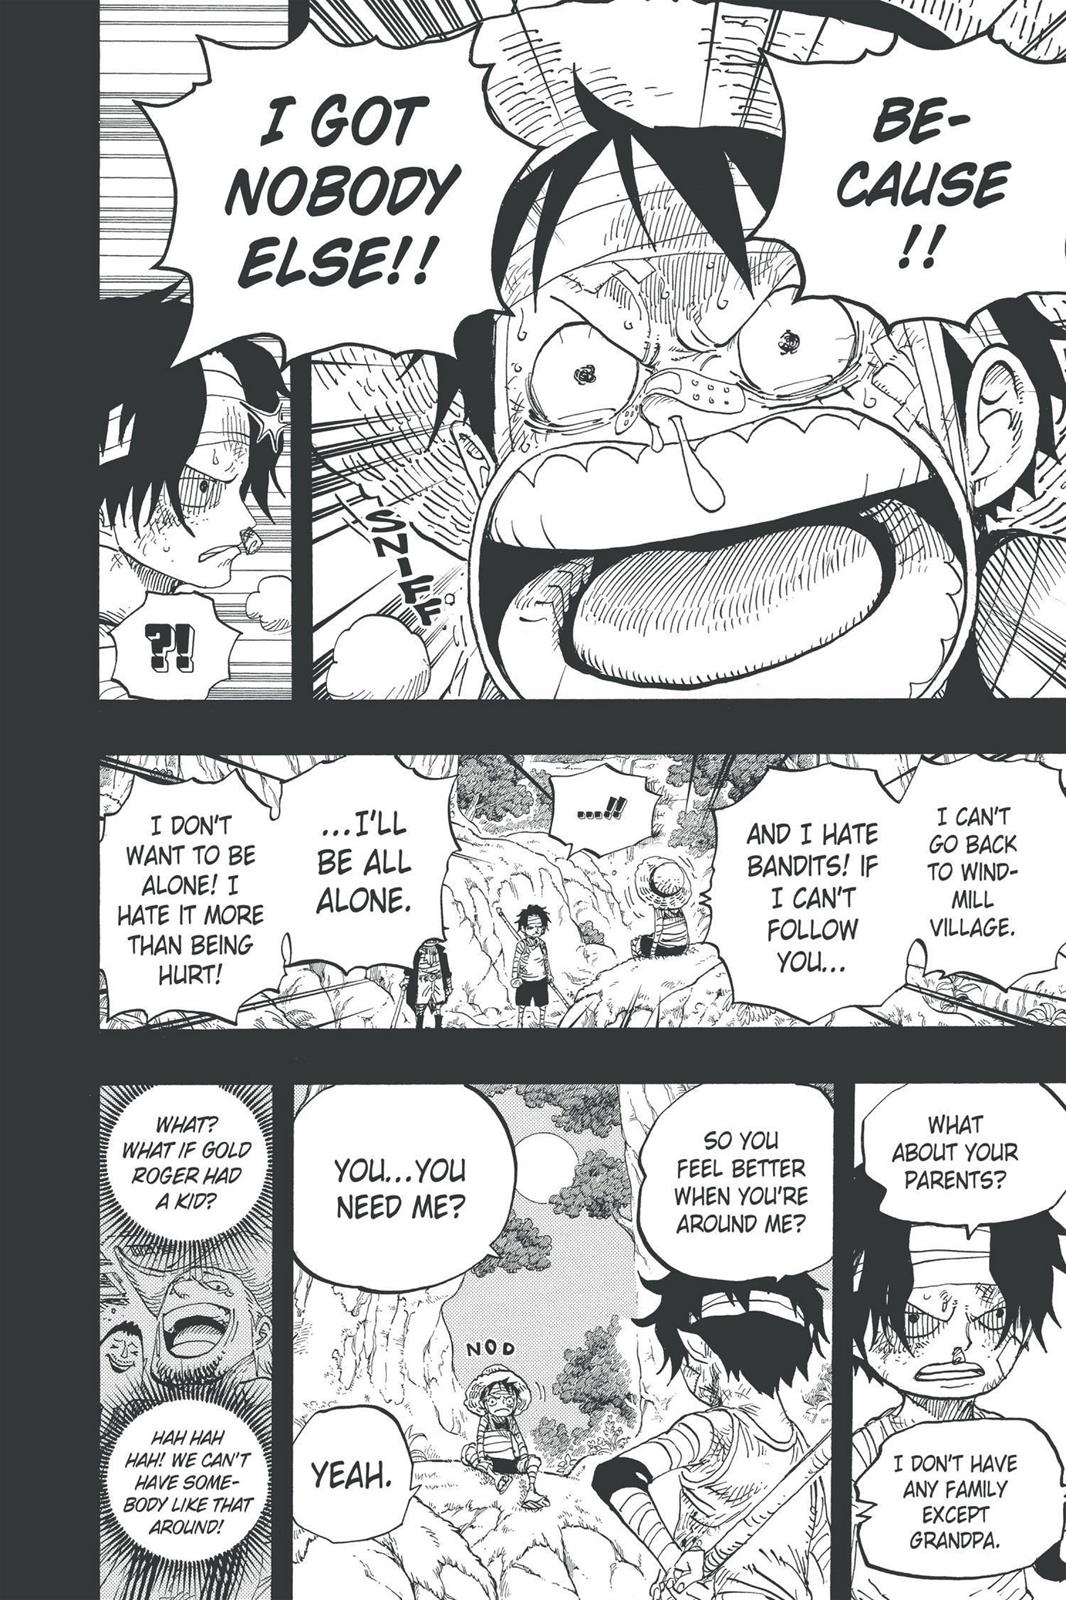 BE-
CAUSE
!!
I GOT
NOBODY
ELSE!!
SNIFF
?!
I CAN'T
GO BACK
TO WIND-
MILL
VILLAGE.
AND I HATE
BANDITS! IF
I CAN'T
FOLLOW
YOU...
...!!
...I'LL
BE ALL
ALONE.
I DON'T
WANT TO BE
ALONE! I
HATE IT MORE
THAN BEING
HURT!
WHAT
ABOUT YOUR
PARENTS?
I DON'T HAVE
ANY FAMILY
EXCEPT
GRANDPA.
SO YOU
FEEL BETTER
WHEN YOU'RE
AROUND ME?
YOU...YOU
NEED ME?
NOD
YEAH.
WHAT?
WHAT IF GOLD
ROGER HAD
A KID?
HAH HAH
HAH! WE CAN'T
HAVE SOME-
BODY LIKE THAT
AROUND!